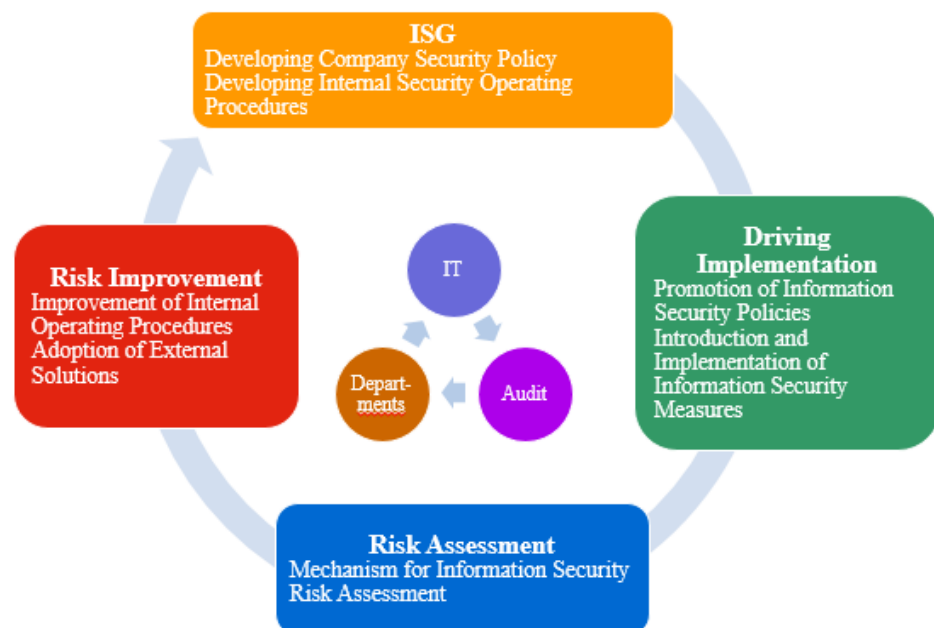 ISG
Developing Company Security Policy
Developing Internal Security Operating
Procedures
Driving
Implementation
Promotion of Information
Security Policies
Introduction and
Implementation of
Information Security
Measures
Risk Assessment
Mechanism for Information Security
Risk Assessment
Risk Improvement
Improvement of Internal
Operating Procedures
Adoption of External
Solutions
IT
Audit
Depart-
ments